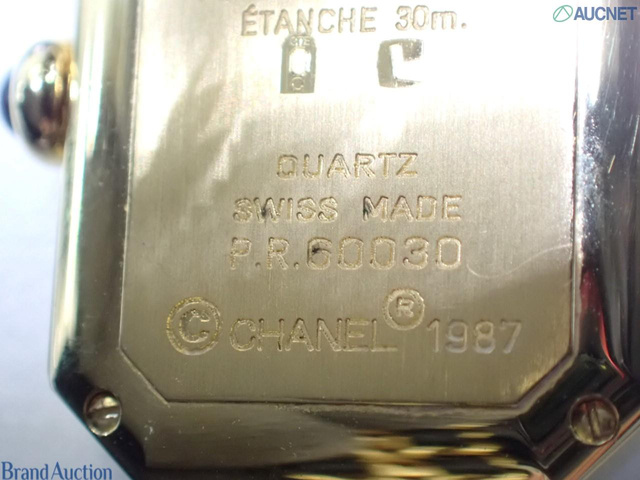 AUCNET
ÉTANCHE 30m.
C
QUARTZ
SWISS MADE
P.R.60030
© CHANEL® 1987
Brand Auction